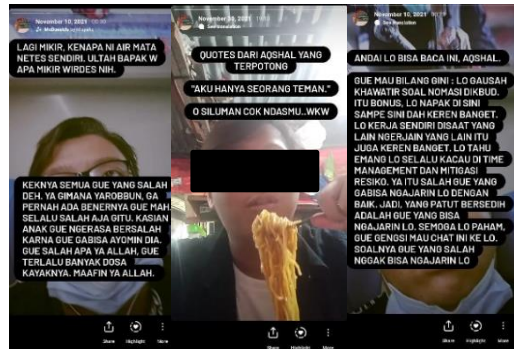 November 10, 2021
McDonald's
LAGI MIKIR, KENAPA NI AIR MATA
NETES SENDIRI. ULTAH BAPAK W
APA MIKIR WIRDES NIH.
KEKNYA SEMUA GUE YANG SALAH
DEH. YA GIMANA YAROBBUN, GA
PERNAH ADA BENERNYA GUE MAH
SELALU SALAH AJA GITU. KASIAN
ANAK GUE NGERASA BERSALAH
KARNA GUE GABISA AYOMIN DIA.
GUE SALAH APA YA ALLAH, GUE
TERLALU BANYAK DOSA
KAYAKNYA. MAAFIN YA ALLAH.
Share Highlight More
November 10, 2021
See translation
QUOTES DARI AQSHAL YANG
TERPOTONG
"AKU HANYA SEORANG TEMAN."
O SILUMAN COK NDASMU..WKW
Share Highlight More
November 10, 2021
See translation
ANDAI LO BISA BACA INI, AQSHAL.
GUE MAU BILANG GINI : LO GAUSAH
KHAWATIR SOAL NOMASI DIKBUD.
ITU BONUS, LO NAPAK DI SINI
SAMPE SINI DAH KEREN BANGET.
LO KERJA SENDIRI DISAAT YANG
LAIN NGERJAIN YANG LAIN ITU
JUGA KEREN BANGET. LO TAHU
EMANG LO SELALU KACAU DI TIME
MANAGEMENT DAN MITIGASI
RESIKO. YA ITU SALAH GUE YANG
GABISA NGAJARIN LO DENGAN
BAIK. JADI, YANG PATUT BERSEDIH
ADALAH GUE YANG BISA
NGAJARIN LO. SEMOGA LO PAHAM,
GUE GENGSI MAU CHAT INI KE LO.
SOALNYA GUE YANG SALAH
NGGAK BISA NGAJARIN LO
Share Highlight More